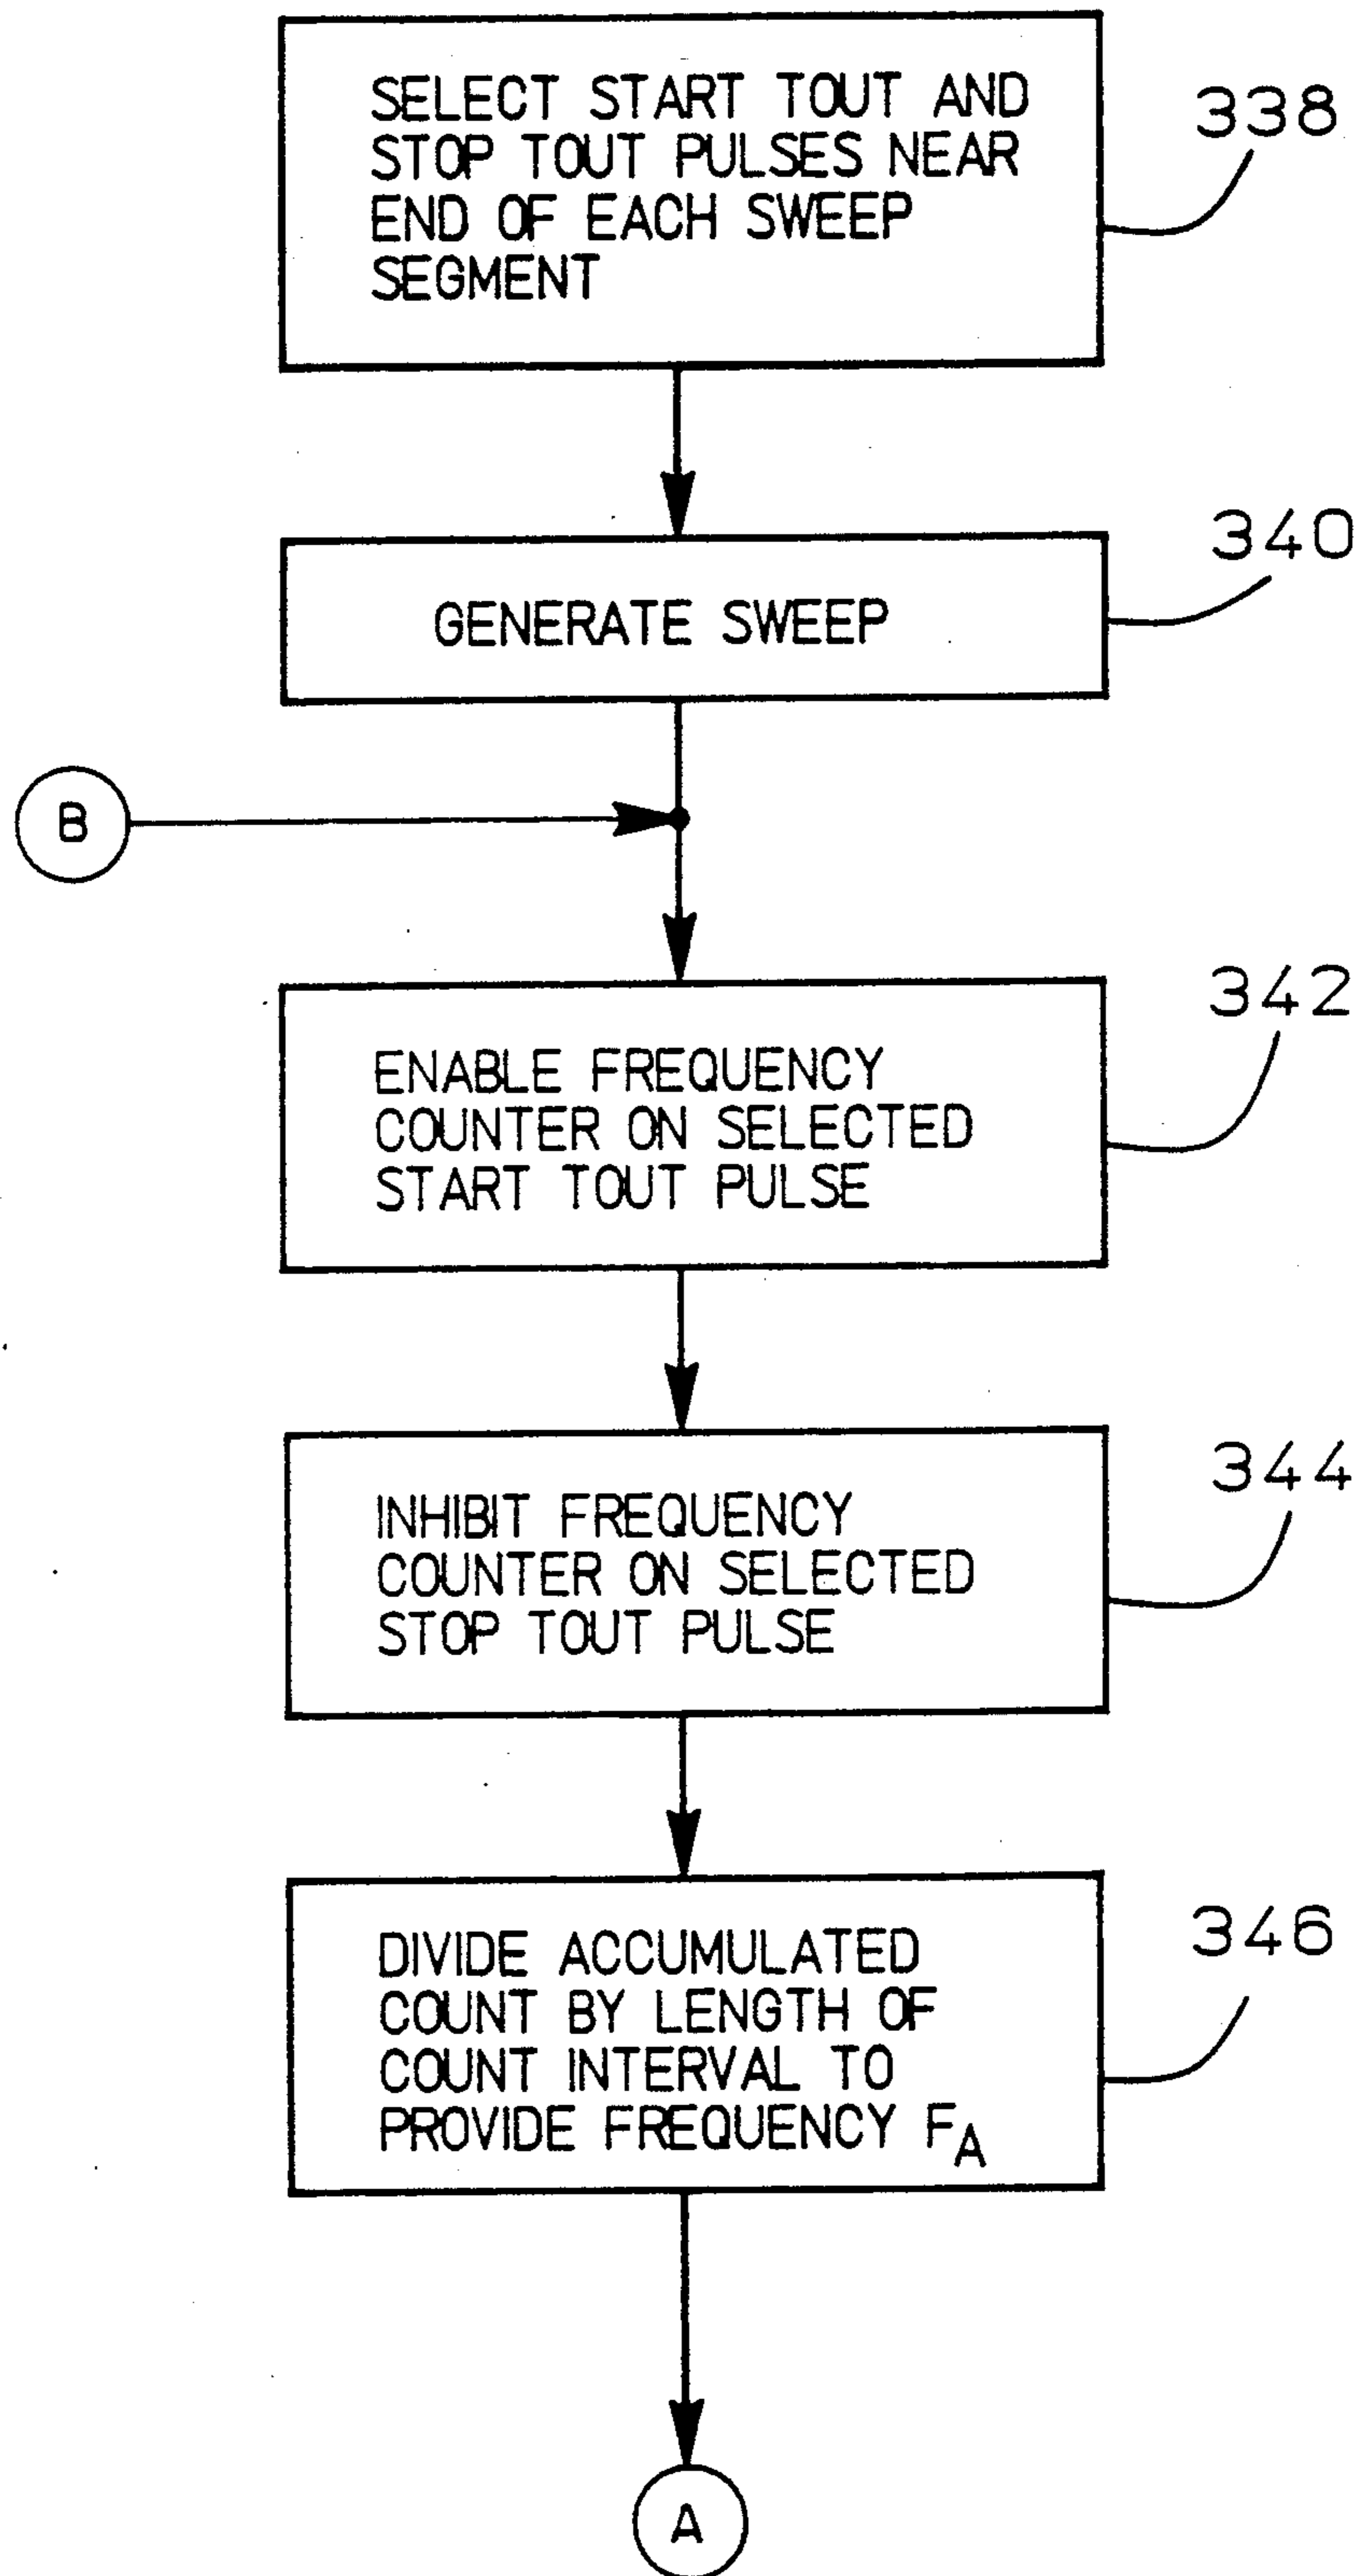 SELECT START TOUT AND
STOP TOUT PULSES NEAR
END OF EACH SWEEP
SEGMENT
338
GENERATE SWEEP
340
B
ENABLE FREQUENCY
COUNTER ON SELECTED
START TOUT PULSE
342
INHIBIT FREQUENCY
COUNTER ON SELECTED
STOP TOUT PULSE
344
DIVIDE ACCUMULATED
COUNT BY LENGTH OF
COUNT INTERVAL TO
PROVIDE FREQUENCY FA
346
A